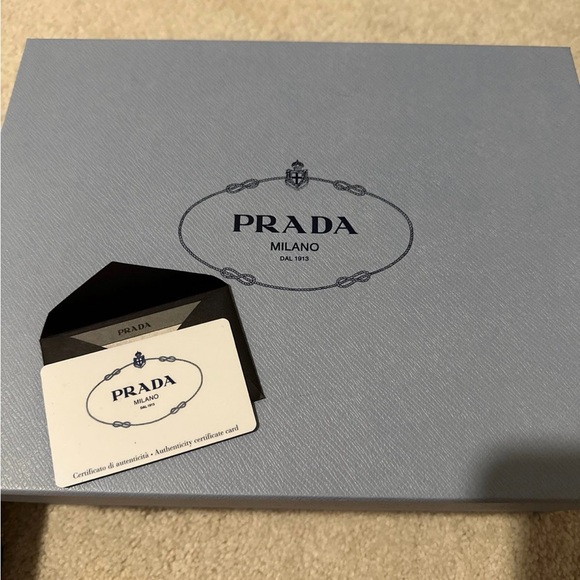 PRADA
MILANO
DAL 1913
PRADA
PRADA
MILANO
DAL 1913
Certificato di autenticità • Authenticity certificate card